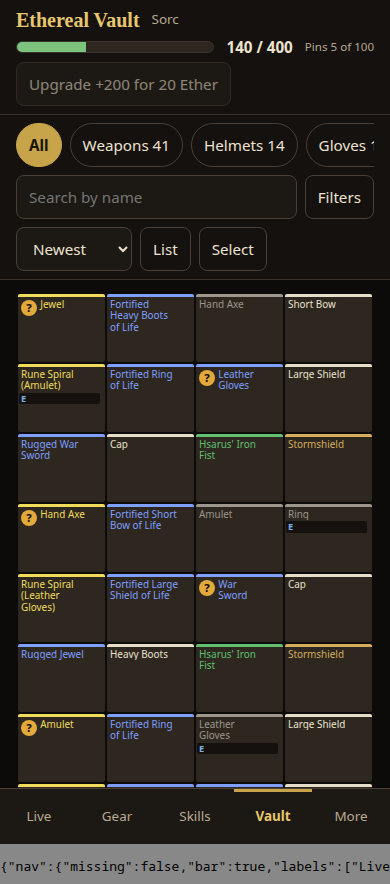 Ethereal Vault Sorc
140 / 400 Pins 5 of 100
Upgrade +200 for 20 Ether
All Weapons 41 Helmets 14 Gloves
Search by name Filters
Newest List Select
? Jewel
Fortified
Heavy Boots
of Life
Hand Axe
Short Bow
Rune Spiral
(Amulet)
E
Fortified Ring
of Life
? Leather
Gloves
Large Shield
Rugged War
Sword
Cap
Hsarus' Iron
Fist
Stormshield
? Hand Axe
Fortified Short
Bow of Life
Amulet
Ring
E
Rune Spiral
(Leather
Gloves)
Fortified Large
Shield of Life
? War
Sword
Cap
Rugged Jewel
Heavy Boots
Hsarus' Iron
Fist
Stormshield
? Amulet
Fortified Ring
of Life
Leather
Gloves
E
Large Shield
Live Gear Skills Vault More
{"nav":{"missing":false,"bar":true,"labels":["Live